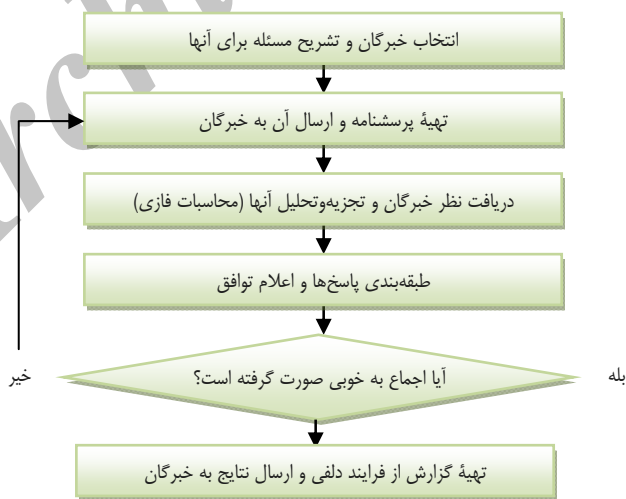 انتخاب خبرگان و تشریح مسئله برای آنها
تهیۀ پرسشنامه و ارسال آن به خبرگان
دریافت نظر خبرگان و تجزیه‌وتحلیل آنها (محاسبات فازی)
طبقه‌بندی پاسخ‌ها و اعلام توافق
بله
آیا اجماع به خوبی صورت گرفته است؟
خیر
تهیۀ گزارش از فرایند دلفی و ارسال نتایج به خبرگان